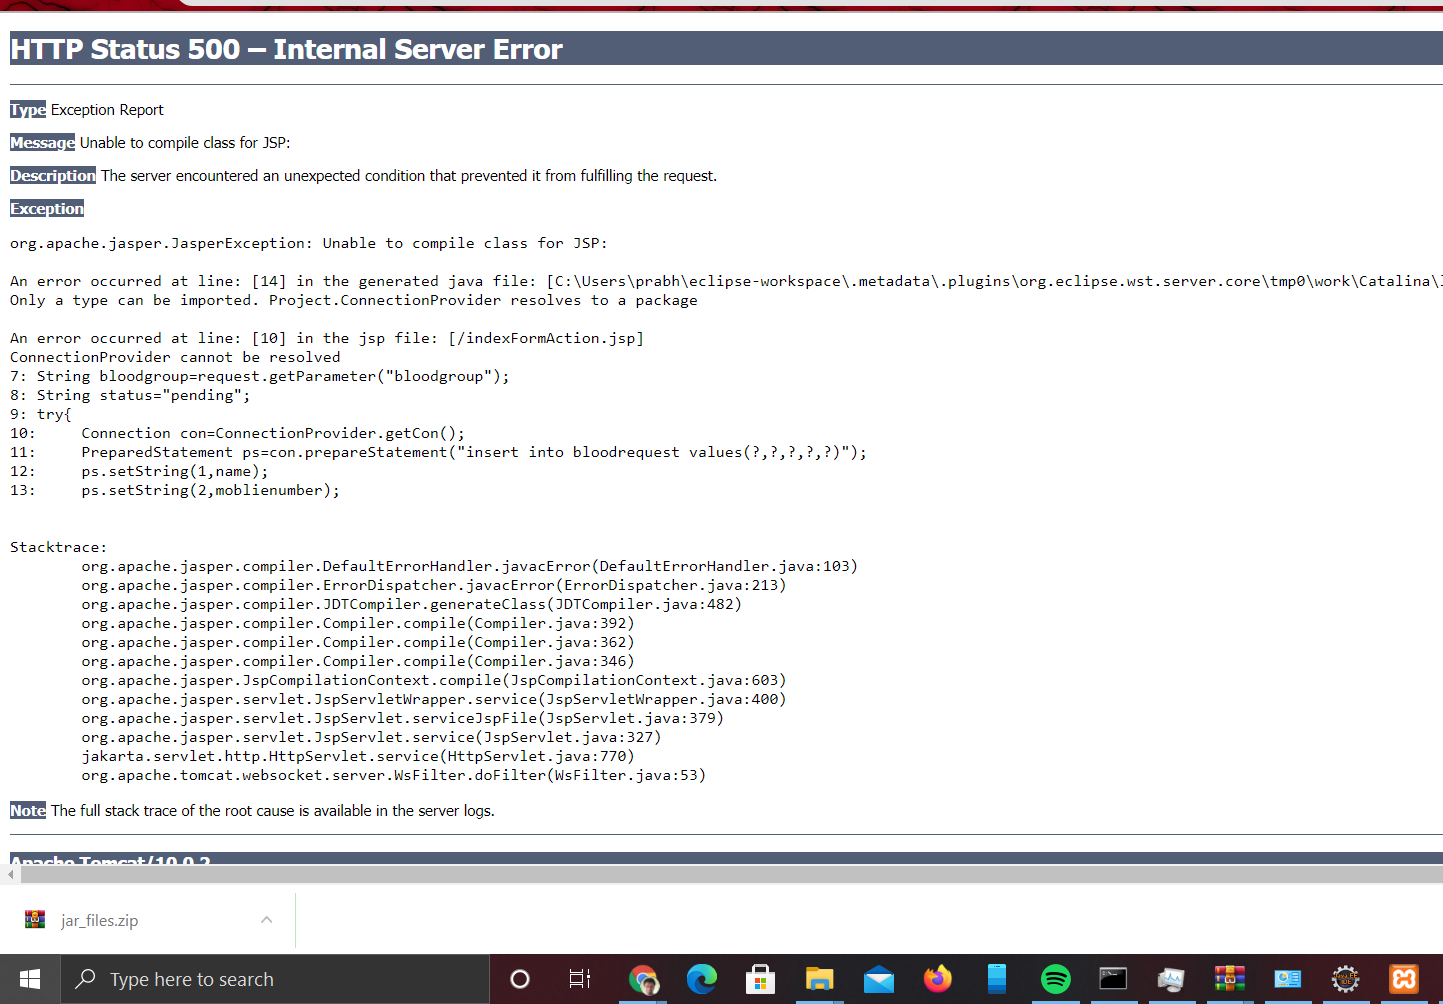 HTTP Status 500 – Internal Server Error
Type Exception Report
Message Unable to compile class for JSP:
Description The server encountered an unexpected condition that prevented it from fulfilling the request.
Exception
org.apache.jasper.JasperException: Unable to compile class for JSP:
An error occurred at line: [14] in the generated java file: [C:\Users\prabh\eclipse-workspace\.metadata\.plugins\org.eclipse.wst.server.core\tmp0\work\Catalina\
Only a type can be imported. Project.ConnectionProvider resolves to a package
An error occurred at line: [10] in the jsp file: [/indexFormAction.jsp]
ConnectionProvider cannot be resolved
7: String bloodgroup=request.getParameter("bloodgroup");
8: String status="pending";
9: try{
10:     Connection con=ConnectionProvider.getCon();
11:     PreparedStatement ps=con.prepareStatement("insert into bloodrequest values(?,?,?,?,?)");
12:     ps.setString(1,name);
13:     ps.setString(2,moblienumber);
Stacktrace:
org.apache.jasper.compiler.DefaultErrorHandler.javacError(DefaultErrorHandler.java:103)
org.apache.jasper.compiler.ErrorDispatcher.javacError(ErrorDispatcher.java:213)
org.apache.jasper.compiler.JDTCompiler.generateClass(JDTCompiler.java:482)
org.apache.jasper.compiler.Compiler.compile(Compiler.java:392)
org.apache.jasper.compiler.Compiler.compile(Compiler.java:362)
org.apache.jasper.compiler.Compiler.compile(Compiler.java:346)
org.apache.jasper.JspCompilationContext.compile(JspCompilationContext.java:603)
org.apache.jasper.servlet.JspServletWrapper.service(JspServletWrapper.java:400)
org.apache.jasper.servlet.JspServlet.serviceJspFile(JspServlet.java:379)
org.apache.jasper.servlet.JspServlet.service(JspServlet.java:327)
jakarta.servlet.http.HttpServlet.service(HttpServlet.java:770)
org.apache.tomcat.websocket.server.WsFilter.doFilter(WsFilter.java:53)
Note The full stack trace of the root cause is available in the server logs.
Apache Tomcat/10.0.2
jar_files.zip
Type here to search